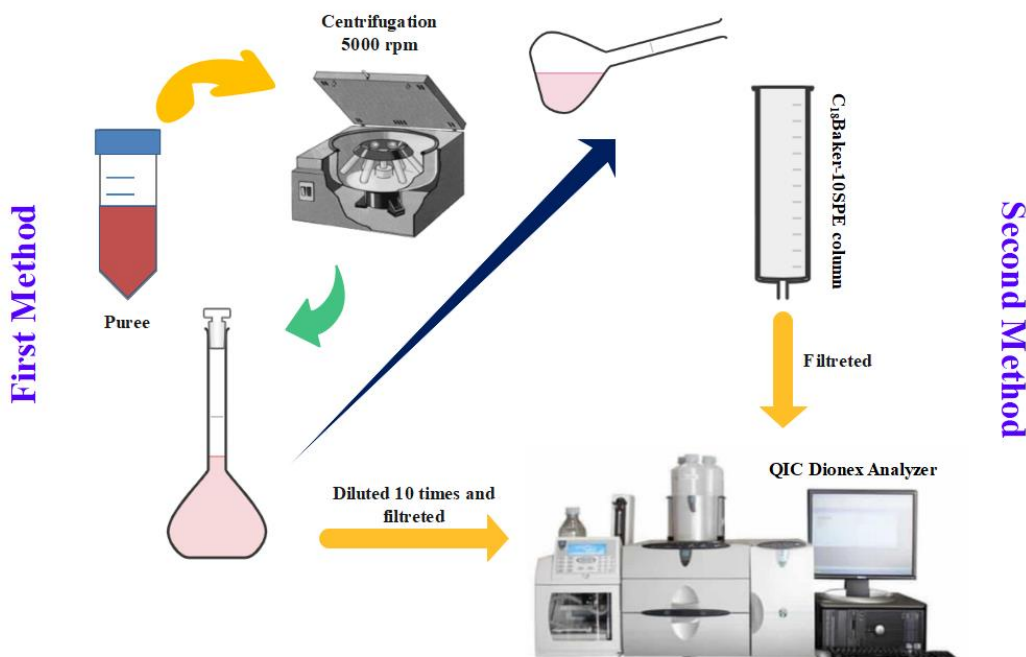 Centrifugation
5000 rpm
Puree
First Method
C₁₈Baker-10SPE column
Second Method
Filtreted
QIC Dionex Analyzer
Diluted 10 times and
filtreted